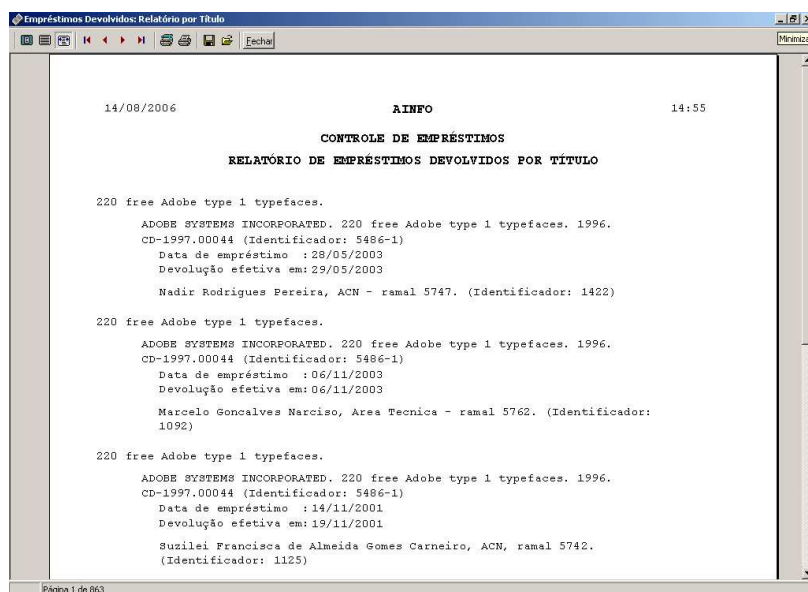 Empréstimos Devolvidos: Relatório por Título
Fechar
Minimiza
14/08/2006 AINFO 14:55
CONTROLE DE EMPRÉSTIMOS
RELATÓRIO DE EMPRÉSTIMOS DEVOLVIDOS POR TÍTULO
220 free Adobe type 1 typefaces.
ADOBE SYSTEMS INCORPORATED. 220 free Adobe type 1 typefaces. 1996.
CD-1997.00044 (Identificador: 5486-1)
Data de empréstimo : 28/05/2003
Devolução efetiva em: 29/05/2003
Nadir Rodrigues Pereira, ACN - ramal 5747. (Identificador: 1422)
220 free Adobe type 1 typefaces.
ADOBE SYSTEMS INCORPORATED. 220 free Adobe type 1 typefaces. 1996.
CD-1997.00044 (Identificador: 5486-1)
Data de empréstimo : 06/11/2003
Devolução efetiva em: 06/11/2003
Marcelo Goncalves Narciso, Area Tecnica - ramal 5762. (Identificador:
1092)
220 free Adobe type 1 typefaces.
ADOBE SYSTEMS INCORPORATED. 220 free Adobe type 1 typefaces. 1996.
CD-1997.00044 (Identificador: 5486-1)
Data de empréstimo : 14/11/2001
Devolução efetiva em: 19/11/2001
Suzilei Francisca de Almeida Gomes Carneiro, ACN, ramal 5742.
(Identificador: 1125)
Página 1 de 863